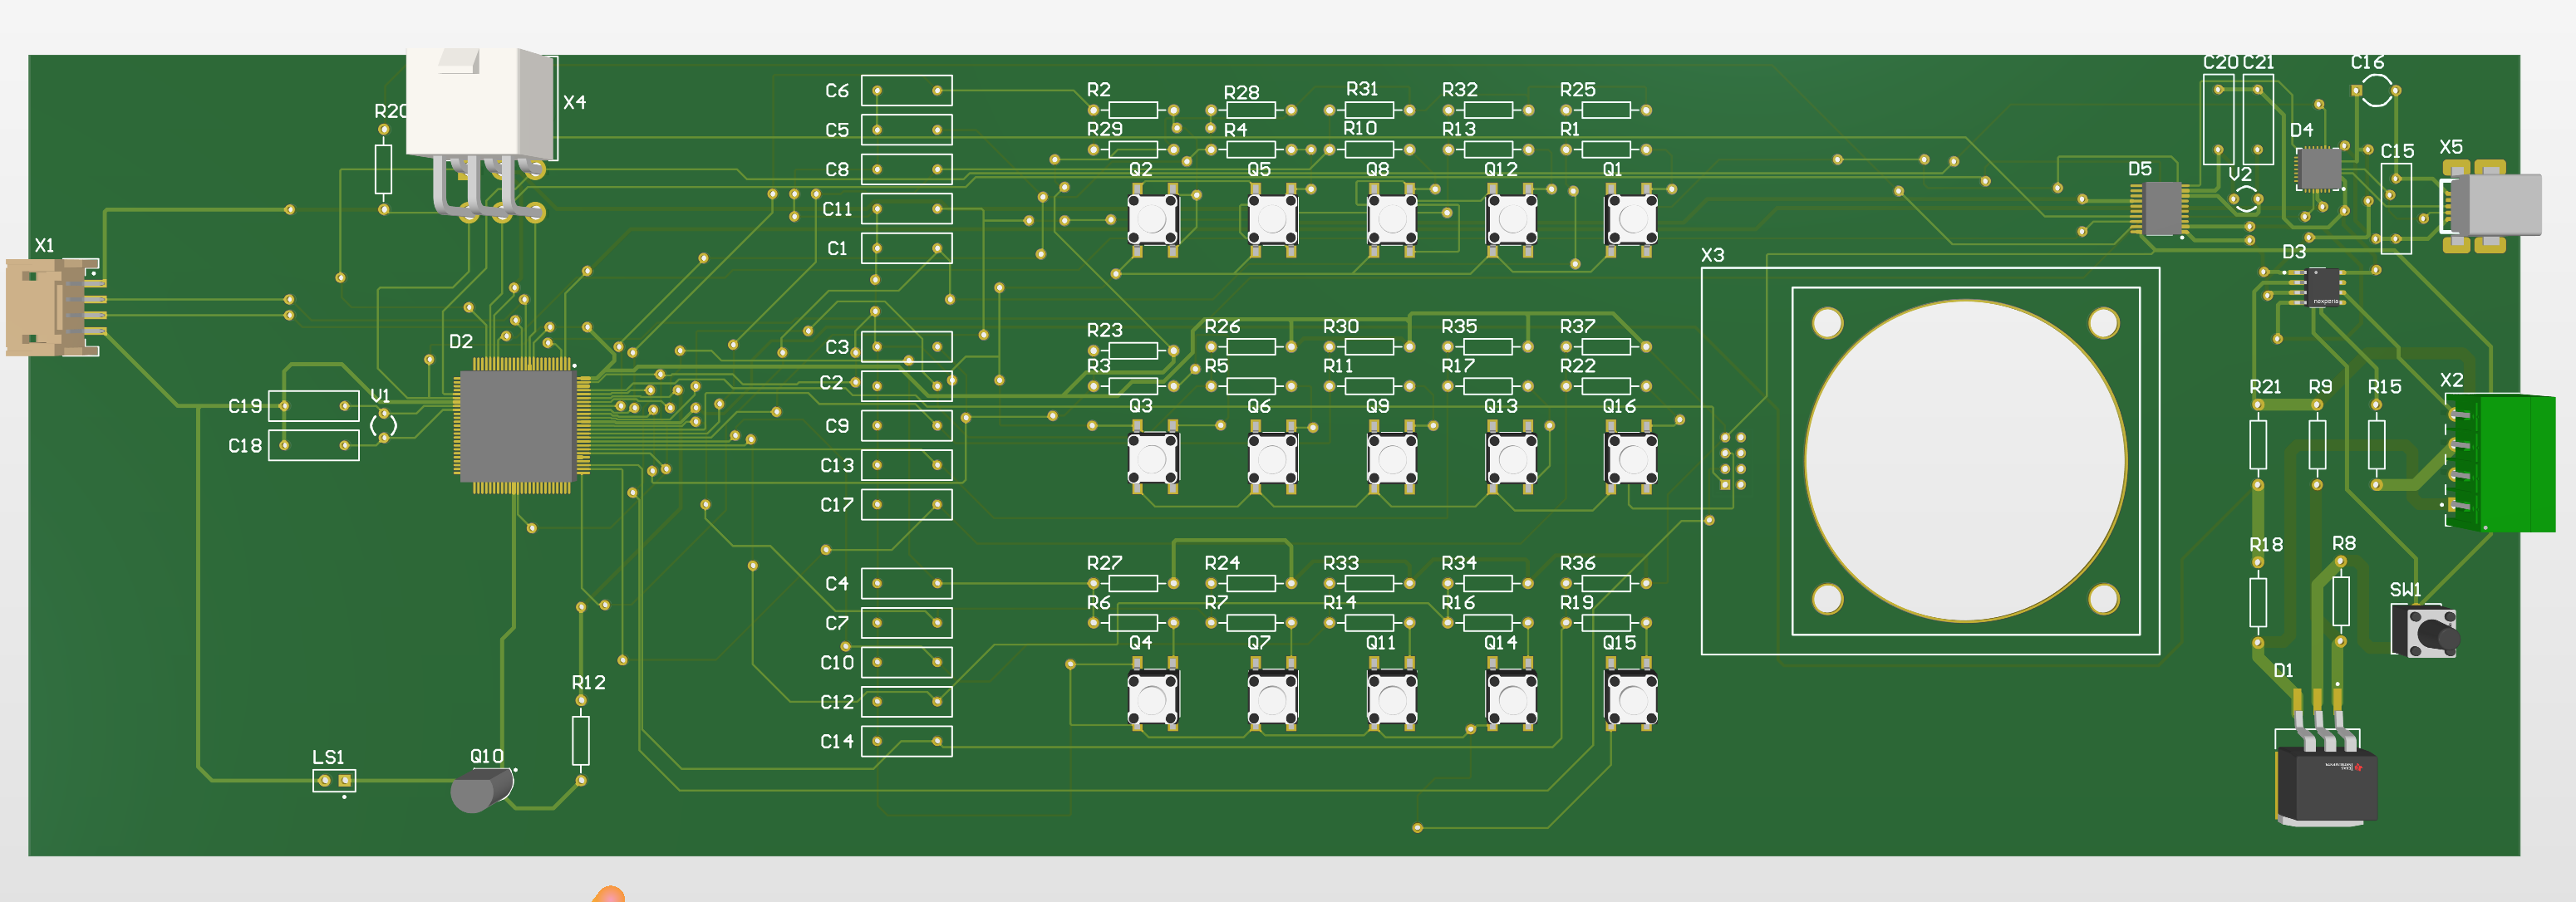 C20 C21 C16
R20 X4 C6 R2 R28 R31 R32 R25
C5 R29 R4 R10 R13 R1 D4
C8 Q2 Q5 Q8 Q12 Q1 D5 V2 C15 X5
C11
X1 C1 X3 D3
nexperia
D2 C3 R23 R26 R30 R35 R37
C2 R3 R5 R11 R17 R22 R21 R9 R15 X2
C19 V1 C9 Q3 Q6 Q9 Q13 Q16
C18 C13
C17
C4 R27 R24 R33 R34 R36 R18 R8
C7 R6 R7 R14 R16 R19 SW1
C10 Q4 Q7 Q11 Q14 Q15
R12 C12 D1
LS1 Q10 C14